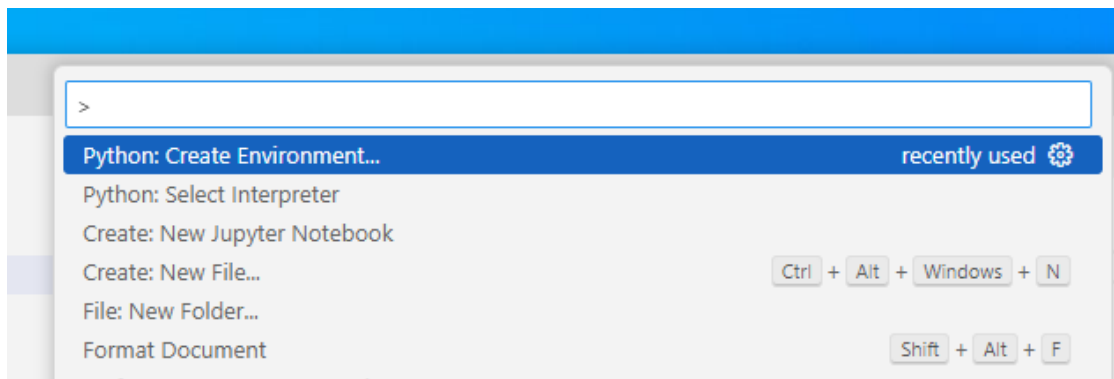 >
Python: Create Environment... recently used
Python: Select Interpreter
Create: New Jupyter Notebook
Create: New File... Ctrl + Alt + Windows + N
File: New Folder...
Format Document Shift + Alt + F